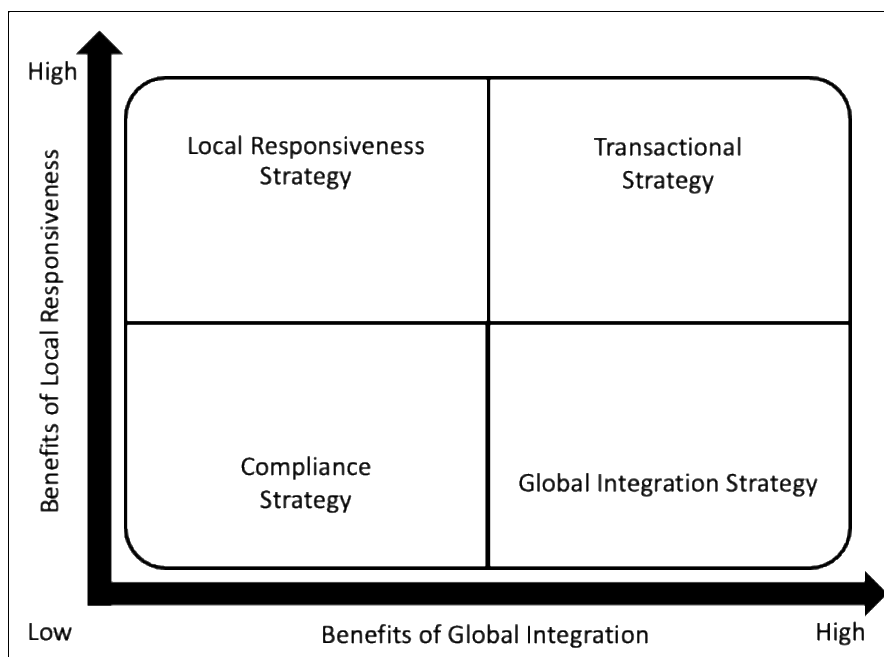 High
Local Responsiveness
Strategy
Transactional
Strategy
Benefits of Local Responsiveness
Compliance
Strategy
Global Integration Strategy
Low
Benefits of Global Integration
High